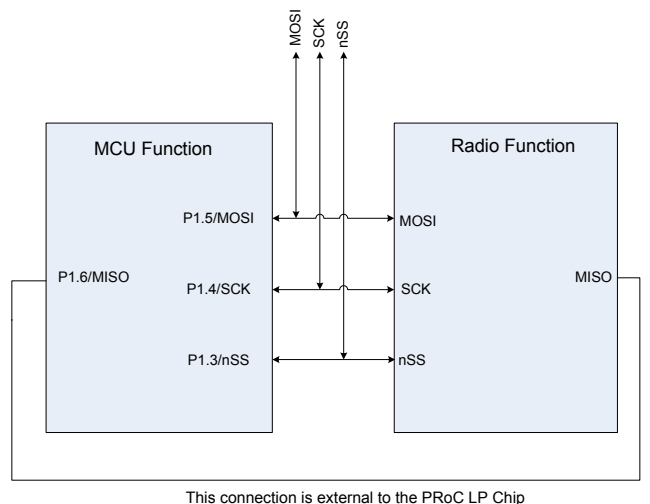 MOSI
SCK
nSS
MCU Function
Radio Function
P1.5/MOSI
MOSI
P1.6/MISO
P1.4/SCK
SCK
MISO
P1.3/nSS
nSS
This connection is external to the PRoC LP Chip